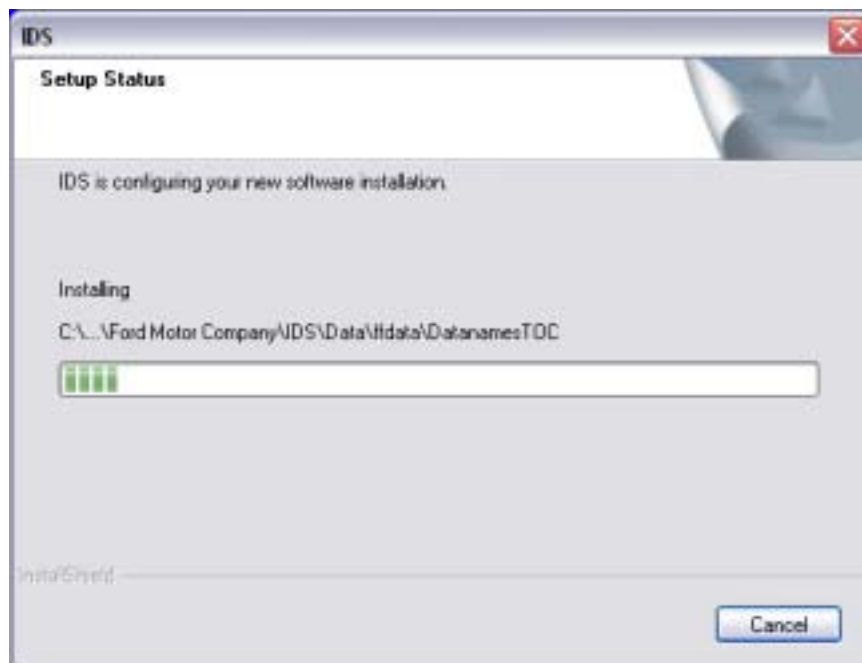 IDS
Setup Status
IDS is configuring your new software installation.
Installing
C:\...\Ford Motor Company\IDS\Data\ffdata\DatanamesTOC
InstallShield
Cancel